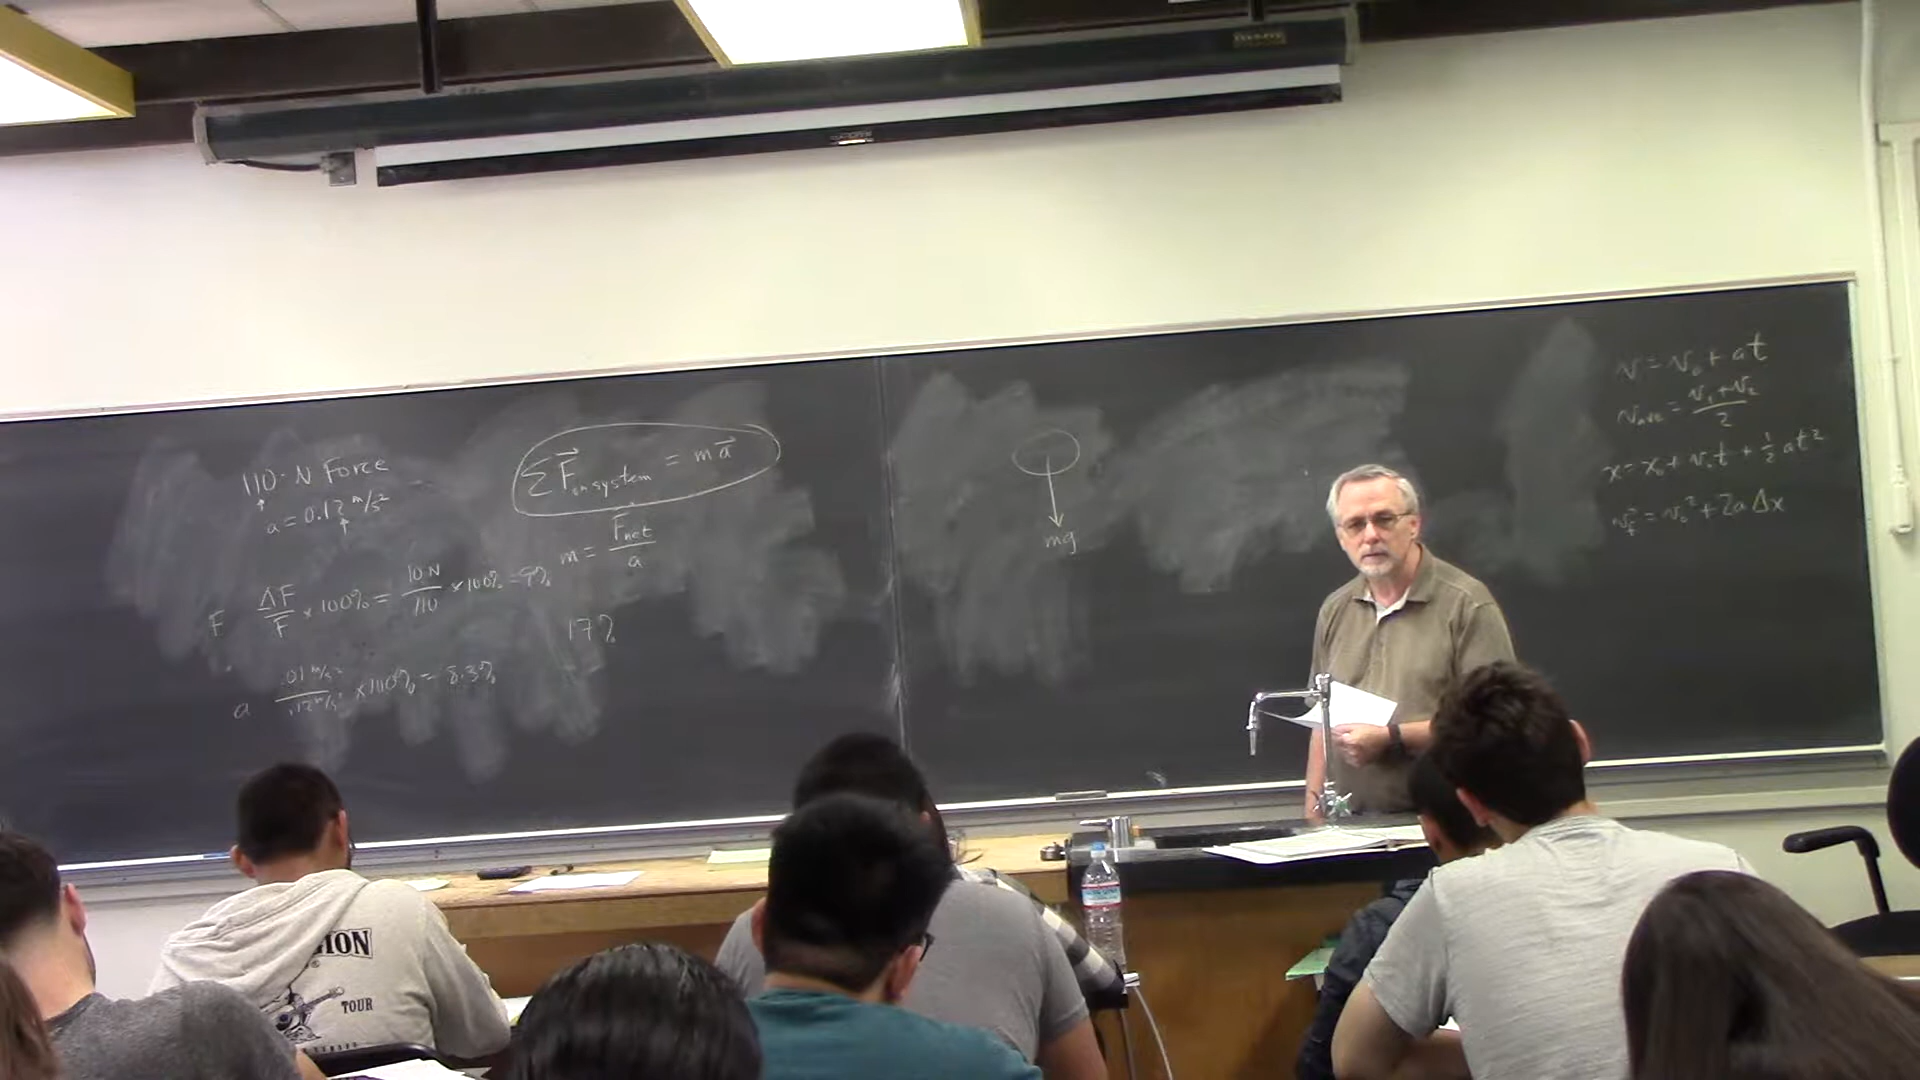 110. N Force
a = 0.12 m/s²
F ΔF/F × 100% = 10 N/110 × 100% = 9%
a .01 m/s²/.12 m/s² × 100% = 8.3%
ΣF⃗ on system = ma⃗
m = Fnet/a
17%
mg
v = v₀ + at
v ave = (v₁ + v₂)/2
x = x₀ + v₀t + ½at²
v_f² = v₀² + 2aΔx
ION
®
TOUR